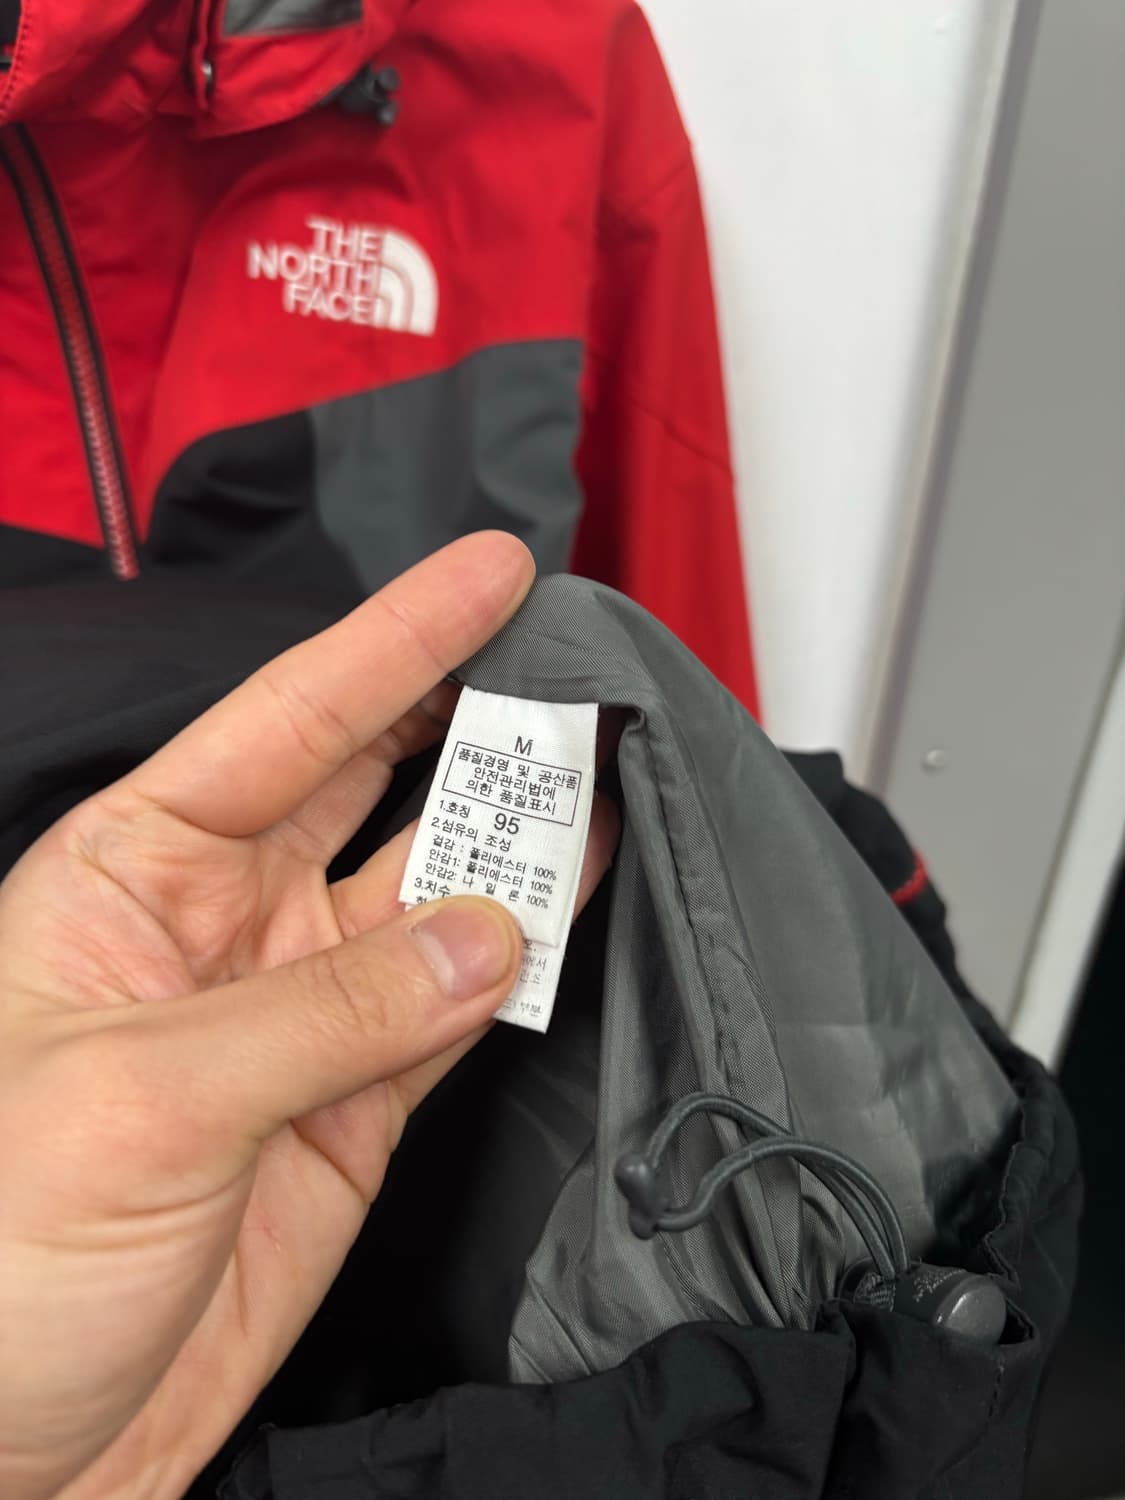 THE
NORTH
FACE
M
품질경영 및 공산품
안전관리법에
의한 품질표시
1.호칭 95
2.섬유의 조성
겉감 : 폴리에스터 100%
안감1: 폴리에스터 100%
안감2: 나 일 론 100%
3.치수